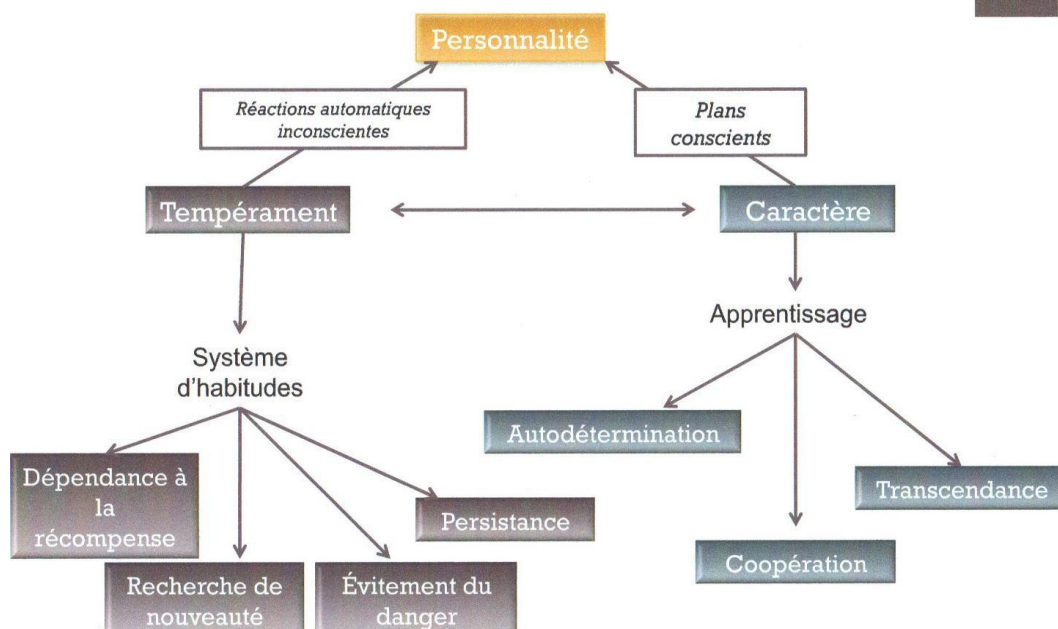 Personnalité
Réactions automatiques
inconscientes
Plans
conscients
Tempérament
Caractère
Système
d'habitudes
Apprentissage
Dépendance à
la
récompense
Recherche de
nouveauté
Évitement du
danger
Persistance
Autodétermination
Coopération
Transcendance